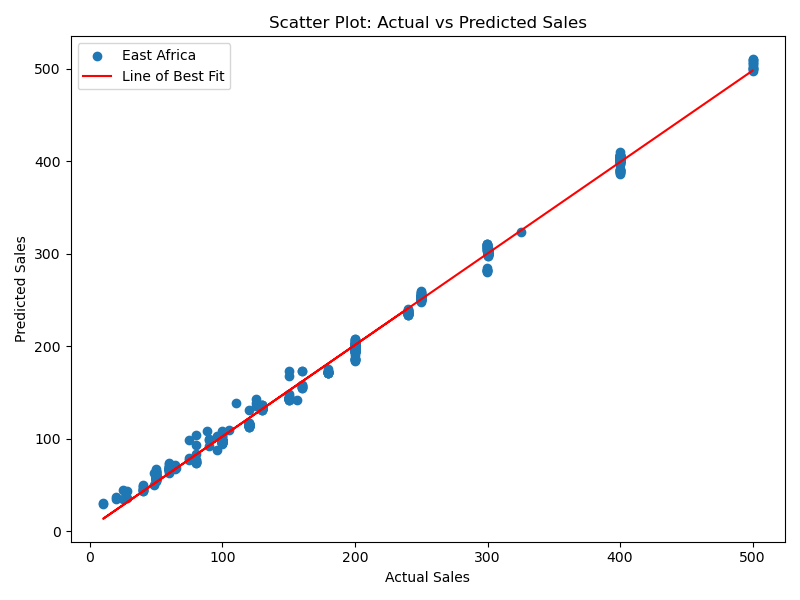 Scatter Plot: Actual vs Predicted Sales
East Africa
Line of Best Fit
Predicted Sales
500
400
300
200
100
0
0 100 200 300 400 500
Actual Sales